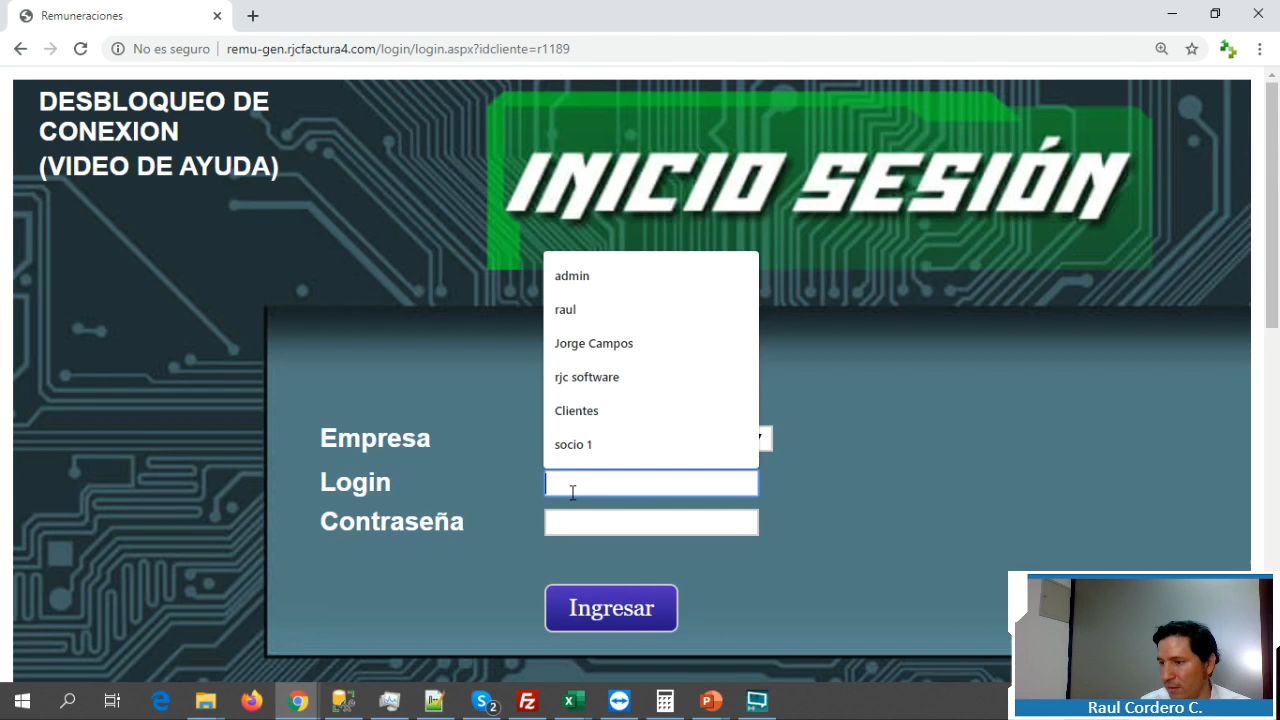 Remuneraciones
No es seguro
remu-gen.rjcfactura4.com/login/login.aspx?idcliente=r1189
DESBLOQUEO DE
CONEXION
(VIDEO DE AYUDA)
INICIO SESIÓN
admin
raul
Jorge Campos
rjc software
Clientes
socio 1
Empresa
Login
Contraseña
Ingresar
2
Raul Cordero C.